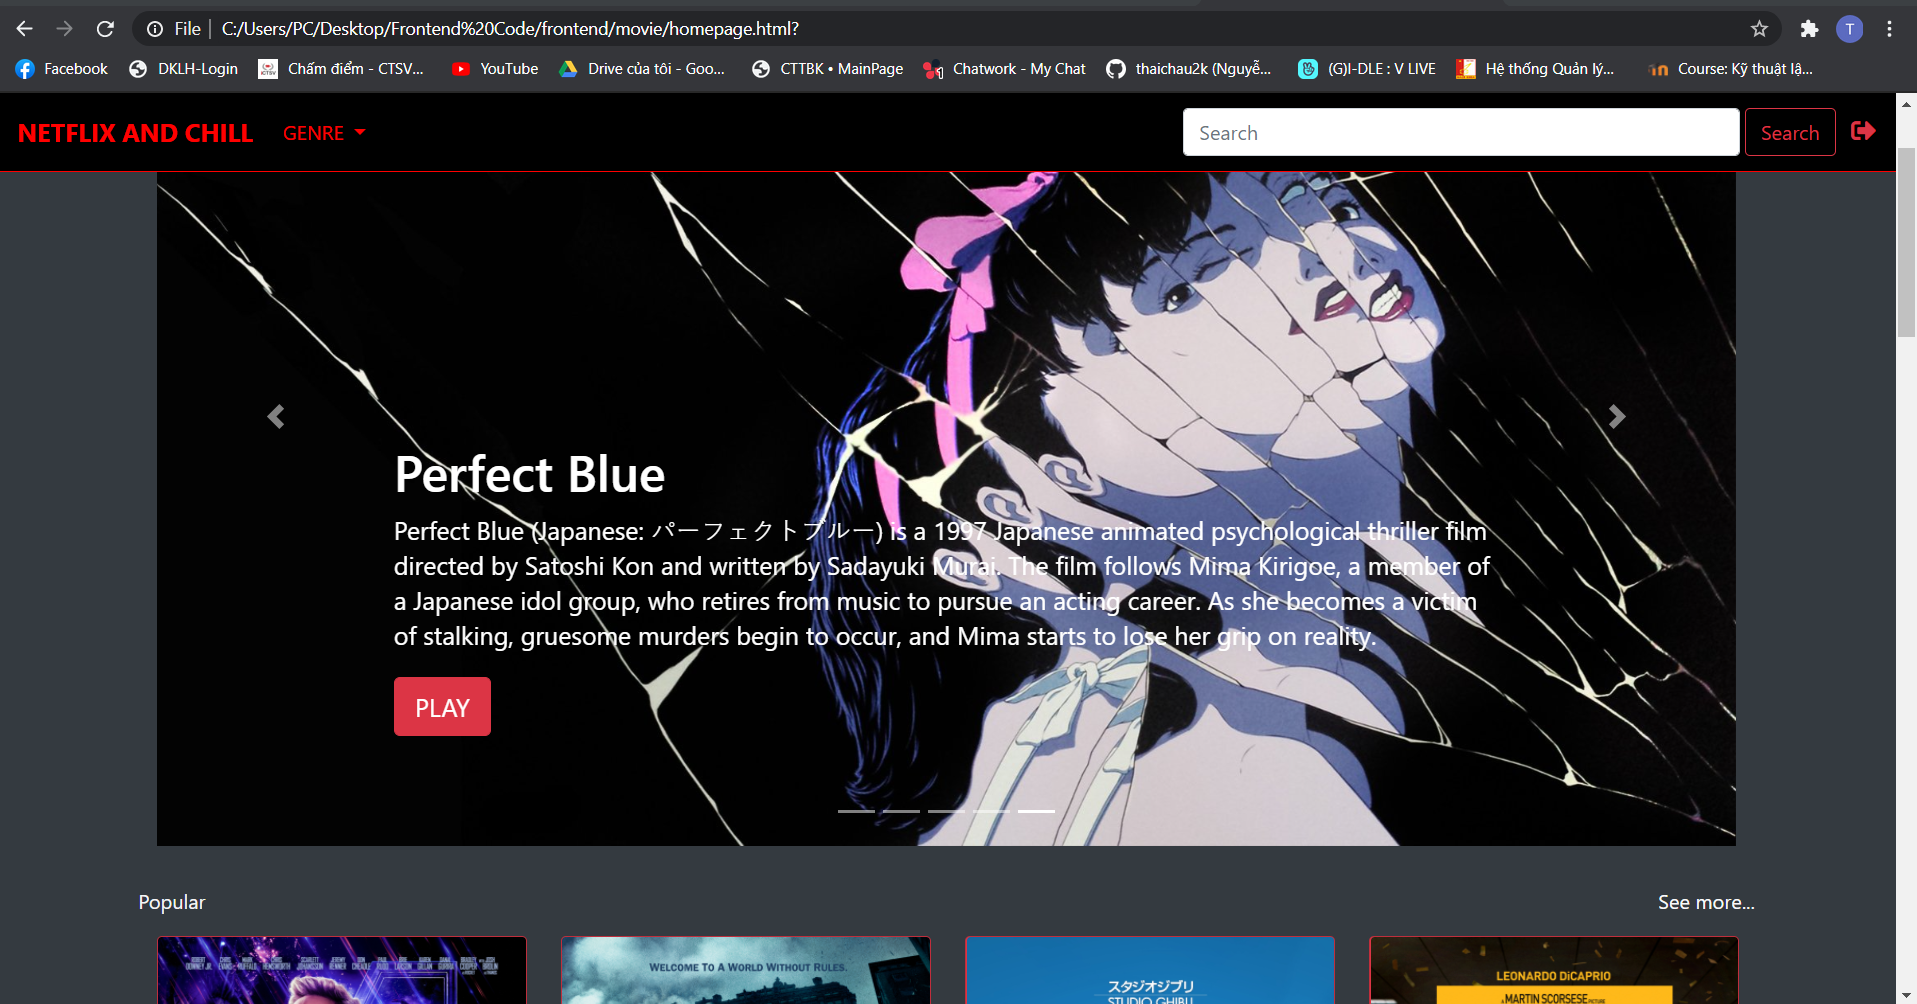 File C:/Users/PC/Desktop/Frontend%20Code/frontend/movie/homepage.html?
T
Facebook DKLH-Login Chấm điểm - CTSV... YouTube Drive của tôi - Goo... CTTBK • MainPage Chatwork - My Chat thaichau2k (Nguyễ... (G)I-DLE : V LIVE Hệ thống Quản lý... Course: Kỹ thuật lậ...
NETFLIX AND CHILL GENRE Search Search
Perfect Blue
Perfect Blue (Japanese: パーフェクトブルー) is a 1997 Japanese animated psychological thriller film
directed by Satoshi Kon and written by Sadayuki Murai. The film follows Mima Kirigoe, a member of
a Japanese idol group, who retires from music to pursue an acting career. As she becomes a victim
of stalking, gruesome murders begin to occur, and Mima starts to lose her grip on reality.
PLAY
Popular See more...
WELCOME TO A WORLD WITHOUT RULES.
スタジオジブリ
STUDIO GHIBLI
LEONARDO DiCAPRIO
A MARTIN SCORSESE PICTURE